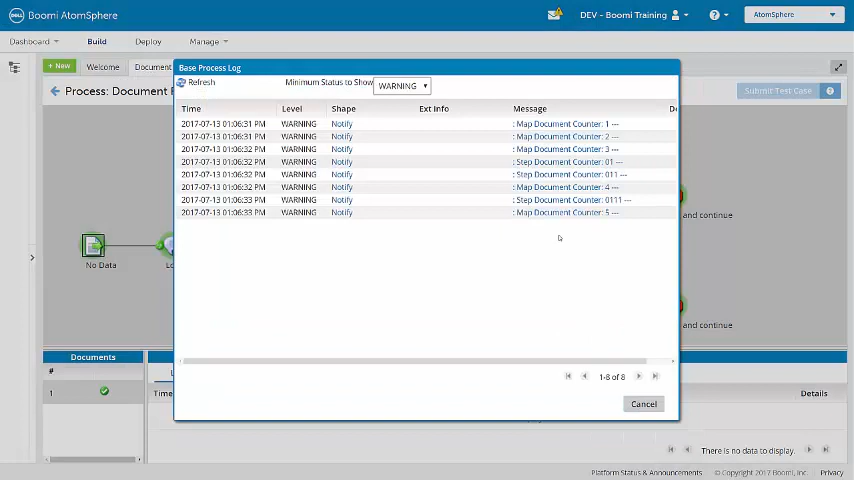 DELL Boomi AtomSphere
DEV - Boomi Training
AtomSphere
Dashboard Build Deploy Manage
+ New Welcome Document
Process: Document
Submit Test Case
Base Process Log
Refresh Minimum Status to Show WARNING
Time Level Shape Ext Info Message
2017-07-13 01:06:31 PM WARNING Notify : Map Document Counter: 1 ---
2017-07-13 01:06:31 PM WARNING Notify : Map Document Counter: 2 ---
2017-07-13 01:06:32 PM WARNING Notify : Map Document Counter: 3 ---
2017-07-13 01:06:32 PM WARNING Notify : Step Document Counter: 01 ---
2017-07-13 01:06:32 PM WARNING Notify : Step Document Counter: 011 ---
2017-07-13 01:06:32 PM WARNING Notify : Map Document Counter: 4 ---
2017-07-13 01:06:33 PM WARNING Notify : Step Document Counter: 0111 ---
2017-07-13 01:06:33 PM WARNING Notify : Map Document Counter: 5 ---
and continue
No Data
and continue
1-8 of 8
Cancel
Documents
#
1
Time Details
There is no data to display.
Platform Status & Announcements © Copyright 2017 Boomi, Inc. Privacy